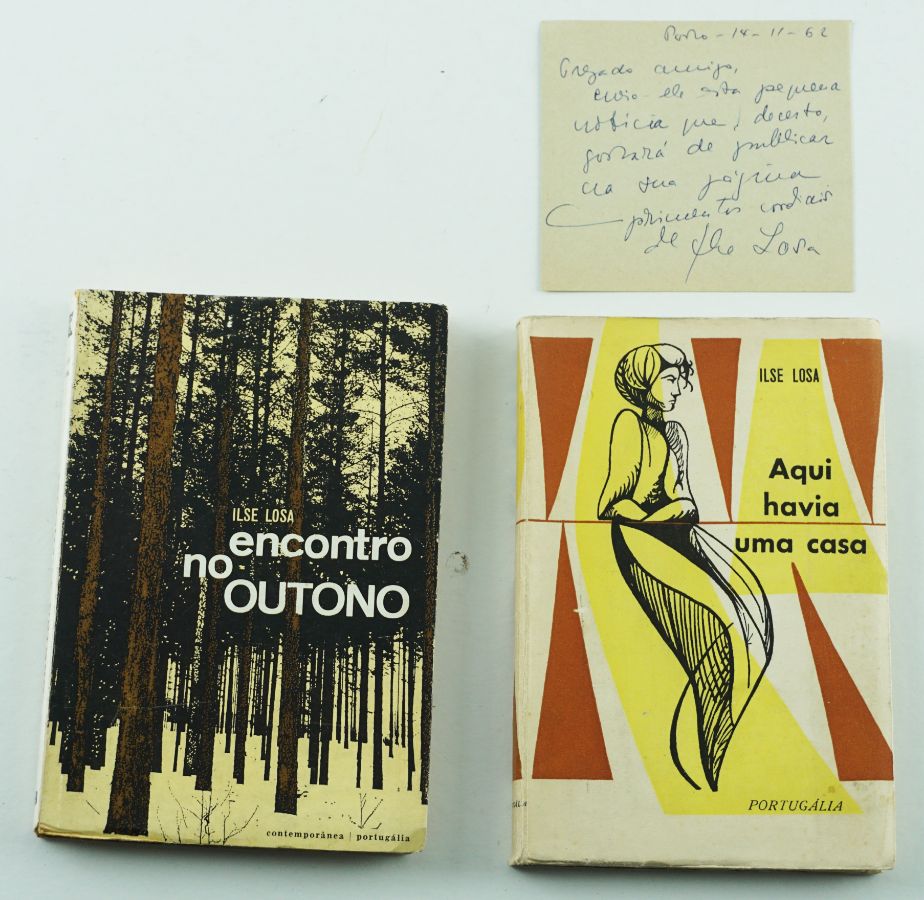 Porto - 14-11-62
Prezado amigo,
envio-lhe esta pequena
notícia que, decerto,
gostará de publicar
na sua página
Cumprimentos cordiais
de Ilse Losa
ILSE LOSA
encontro
no
OUTONO
contemporânea | portugália
ILSE LOSA
Aqui
havia
uma casa
PORTUGÁLIA